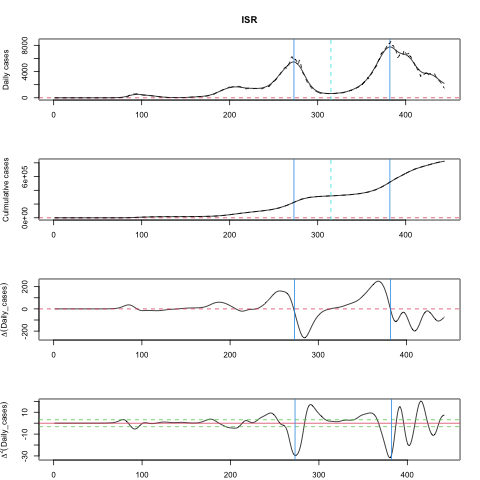 ISR
Daily cases
0 4000 8000
0 100 200 300 400
Culmulative cases
0e+00 6e+05
0 100 200 300 400
Δ(Daily_cases)
-200 0 200
0 100 200 300 400
Δ²(Daily_cases)
-30 -10 10
0 100 200 300 400